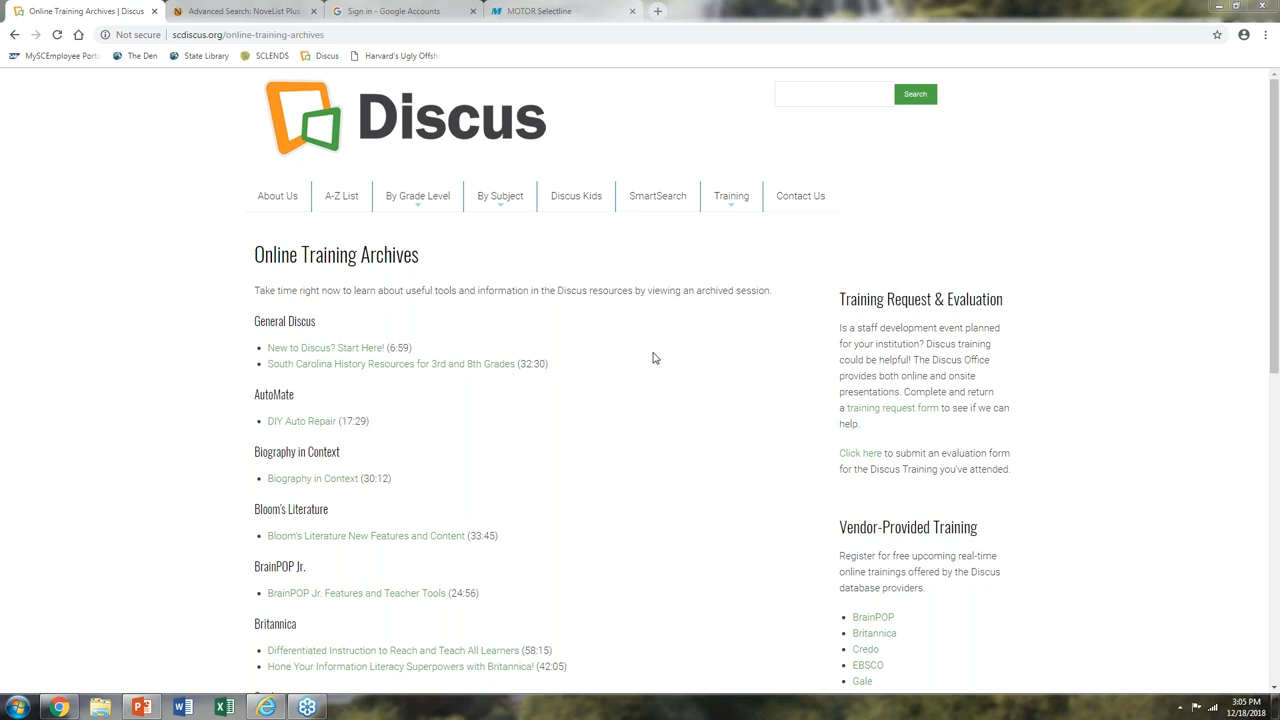 Online Training Archives | Discus
Advanced Search: NoveList Plus
Sign in - Google Accounts
MOTOR Selectline
Not secure | scdiscus.org/online-training-archives
MySCEmployee Porta
The Den
State Library
SCLENDS
Discus
Harvard's Ugly Offsh
Discus
Search
About Us
A-Z List
By Grade Level
By Subject
Discus Kids
SmartSearch
Training
Contact Us
Online Training Archives
Take time right now to learn about useful tools and information in the Discus resources by viewing an archived session.
General Discus
New to Discus? Start Here! (6:59)
South Carolina History Resources for 3rd and 8th Grades (32:30)
AutoMate
DIY Auto Repair (17:29)
Biography in Context
Biography in Context (30:12)
Bloom's Literature
Bloom's Literature New Features and Content (33:45)
BrainPOP Jr.
BrainPOP Jr. Features and Teacher Tools (24:56)
Britannica
Differentiated Instruction to Reach and Teach All Learners (58:15)
Hone Your Information Literacy Superpowers with Britannica! (42:05)
Training Request & Evaluation
Is a staff development event planned
for your institution? Discus training
could be helpful! The Discus Office
provides both online and onsite
presentations. Complete and return
a training request form to see if we can
help.
Click here to submit an evaluation form
for the Discus Training you've attended.
Vendor-Provided Training
Register for free upcoming real-time
online trainings offered by the Discus
database providers.
BrainPOP
Britannica
Credo
EBSCO
Gale
3:05 PM
12/18/2018